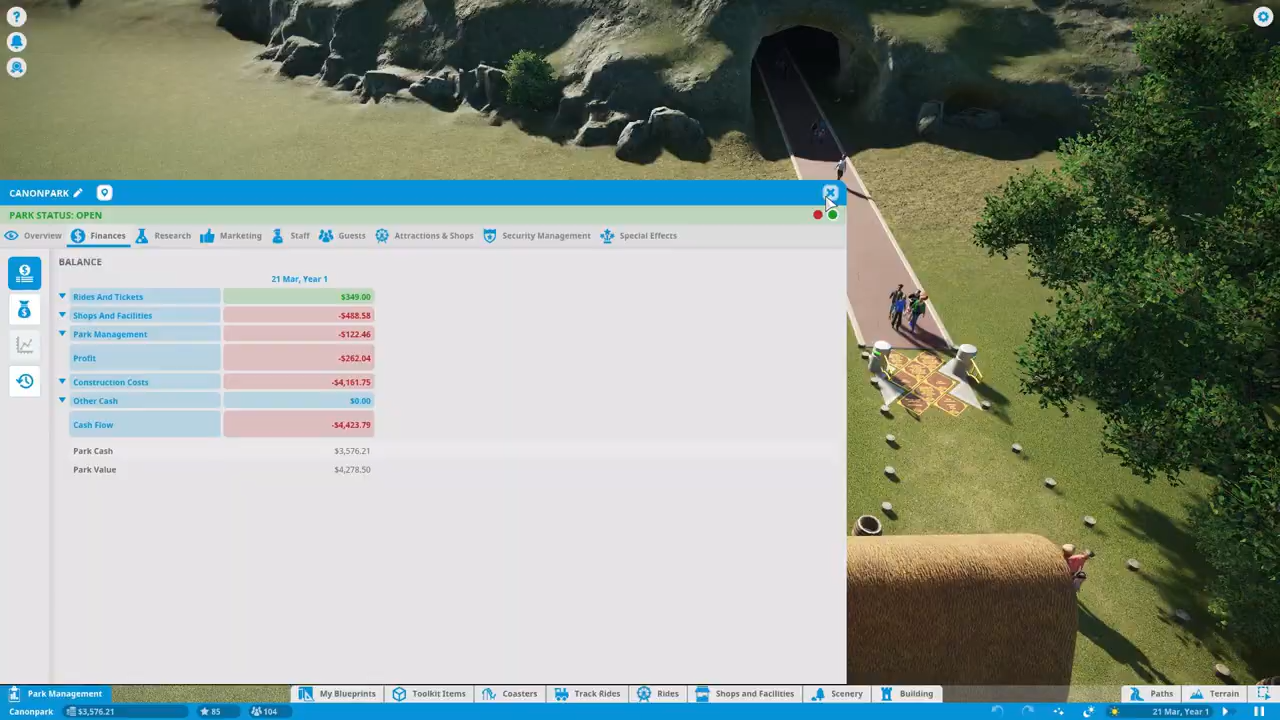 CANONPARK
PARK STATUS: OPEN
Overview Finances Research Marketing Staff Guests Attractions & Shops Security Management Special Effects
BALANCE
21 Mar, Year 1
Rides And Tickets $349.00
Shops And Facilities -$488.58
Park Management -$122.46
Profit -$262.04
Construction Costs -$4,161.75
Other Cash $0.00
Cash Flow -$4,423.79
Park Cash $3,576.21
Park Value $4,278.50
Park Management My Blueprints Toolkit Items Coasters Track Rides Rides Shops and Facilities Scenery Building Paths Terrain
Canonpark $3,576.21 85 104 21 Mar, Year 1